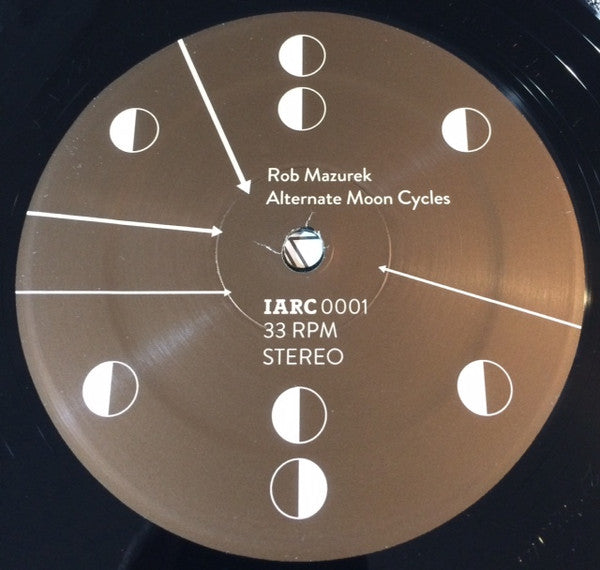 Rob Mazurek
Alternate Moon Cycles
IARC 0001
33 RPM
STEREO